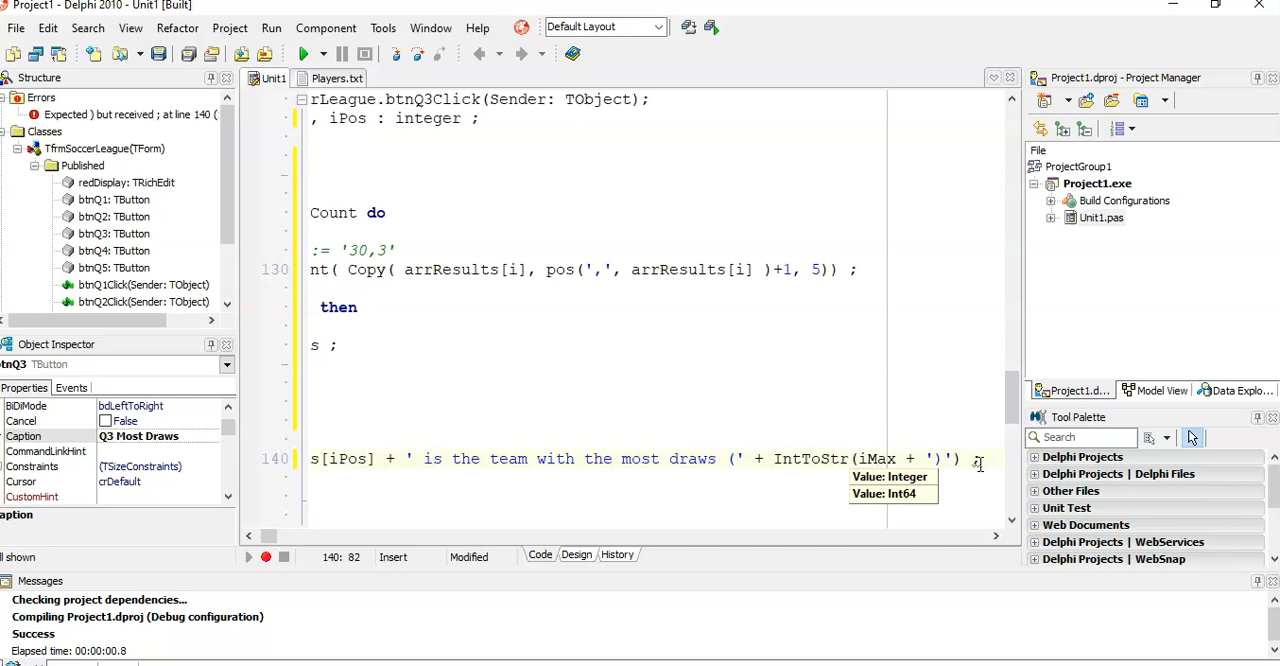 Project1 - Delphi 2010 - Unit1 [Built]
File Edit Search View Refactor Project Run Component Tools Window Help Default Layout
Structure
Errors
Expected ) but received ; at line 140 (
Classes
TfrmSoccerLeague(TForm)
Published
redDisplay: TRichEdit
btnQ1: TButton
btnQ2: TButton
btnQ3: TButton
btnQ4: TButton
btnQ5: TButton
btnQ1Click(Sender: TObject)
btnQ2Click(Sender: TObject)
Object Inspector
btnQ3 TButton
Properties Events
BiDiMode bdLeftToRight
Cancel False
Caption Q3 Most Draws
CommandLinkHint
Constraints (TSizeConstraints)
Cursor crDefault
CustomHint
aption
ll shown
Unit1 Players.txt
rLeague.btnQ3Click(Sender: TObject);
, iPos : integer ;
Count do
:= '30,3'
130 nt( Copy( arrResults[i], pos(',', arrResults[i] )+1, 5)) ;
then
s ;
140 s[iPos] + ' is the team with the most draws (' + IntToStr(iMax + ')') ;
Value: Integer
Value: Int64
140: 82 Insert Modified Code Design History
Project1.dproj - Project Manager
File
ProjectGroup1
Project1.exe
Build Configurations
Unit1.pas
Project1.d... Model View Data Explo...
Tool Palette
Search
Delphi Projects
Delphi Projects | Delphi Files
Other Files
Unit Test
Web Documents
Delphi Projects | WebServices
Delphi Projects | WebSnap
Messages
Checking project dependencies...
Compiling Project1.dproj (Debug configuration)
Success
Elapsed time: 00:00:00.8